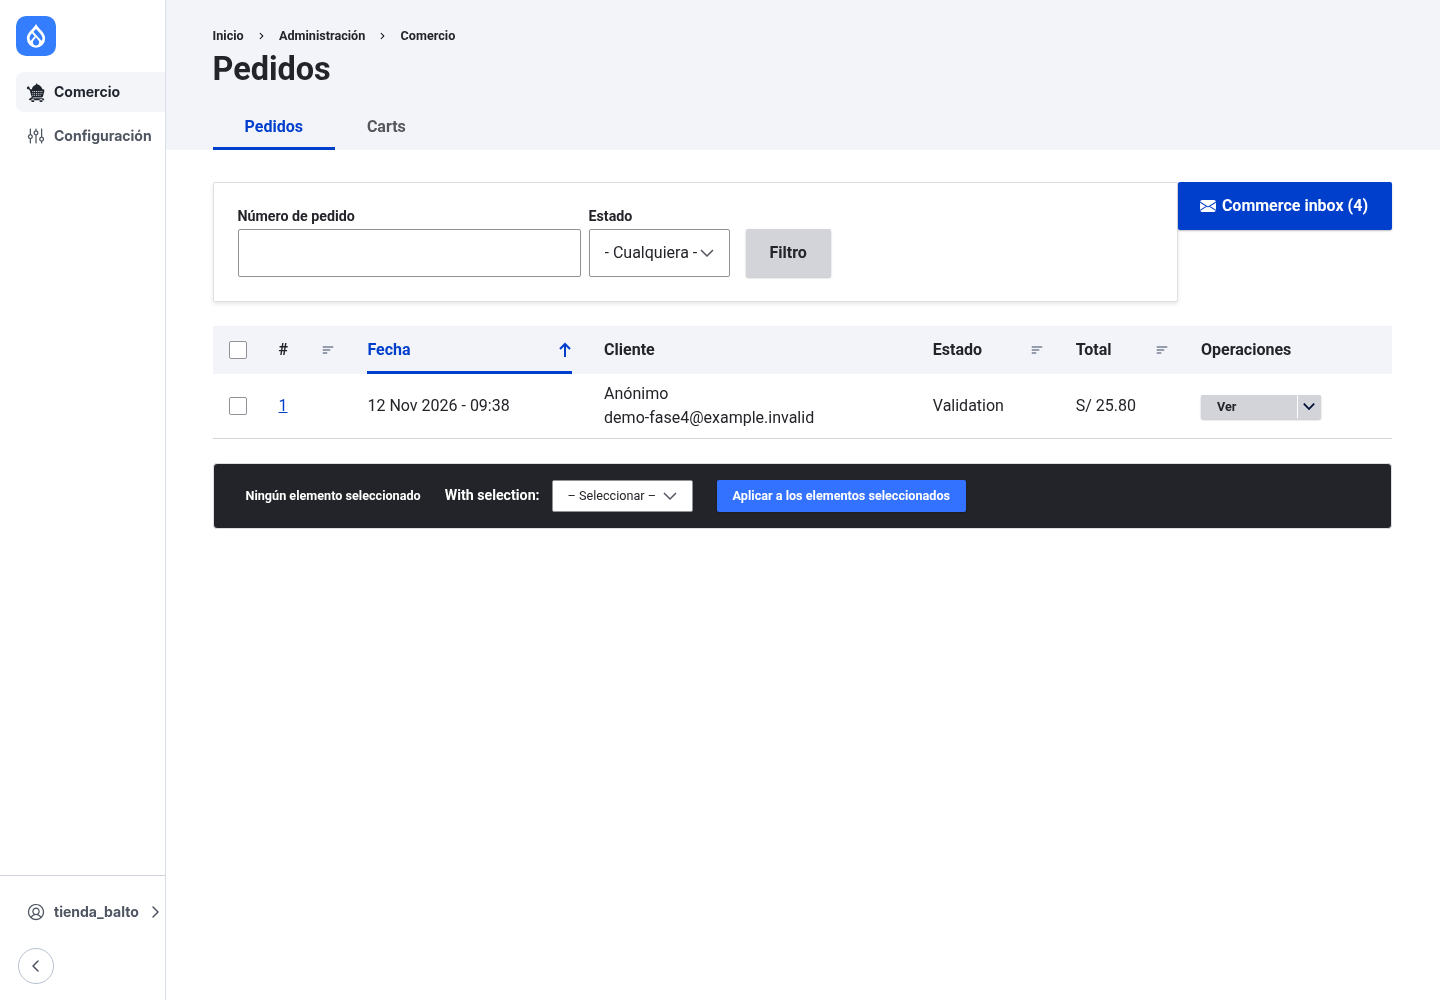 Comercio
Configuración
tienda_balto
Inicio > Administración > Comercio
Pedidos
Pedidos Carts
Número de pedido Estado
- Cualquiera - Filtro
Commerce inbox (4)
# Fecha Cliente Estado Total Operaciones
1 12 Nov 2026 - 09:38 Anónimo Validation S/ 25.80 Ver
demo-fase4@example.invalid
Ningún elemento seleccionado With selection: – Seleccionar – Aplicar a los elementos seleccionados